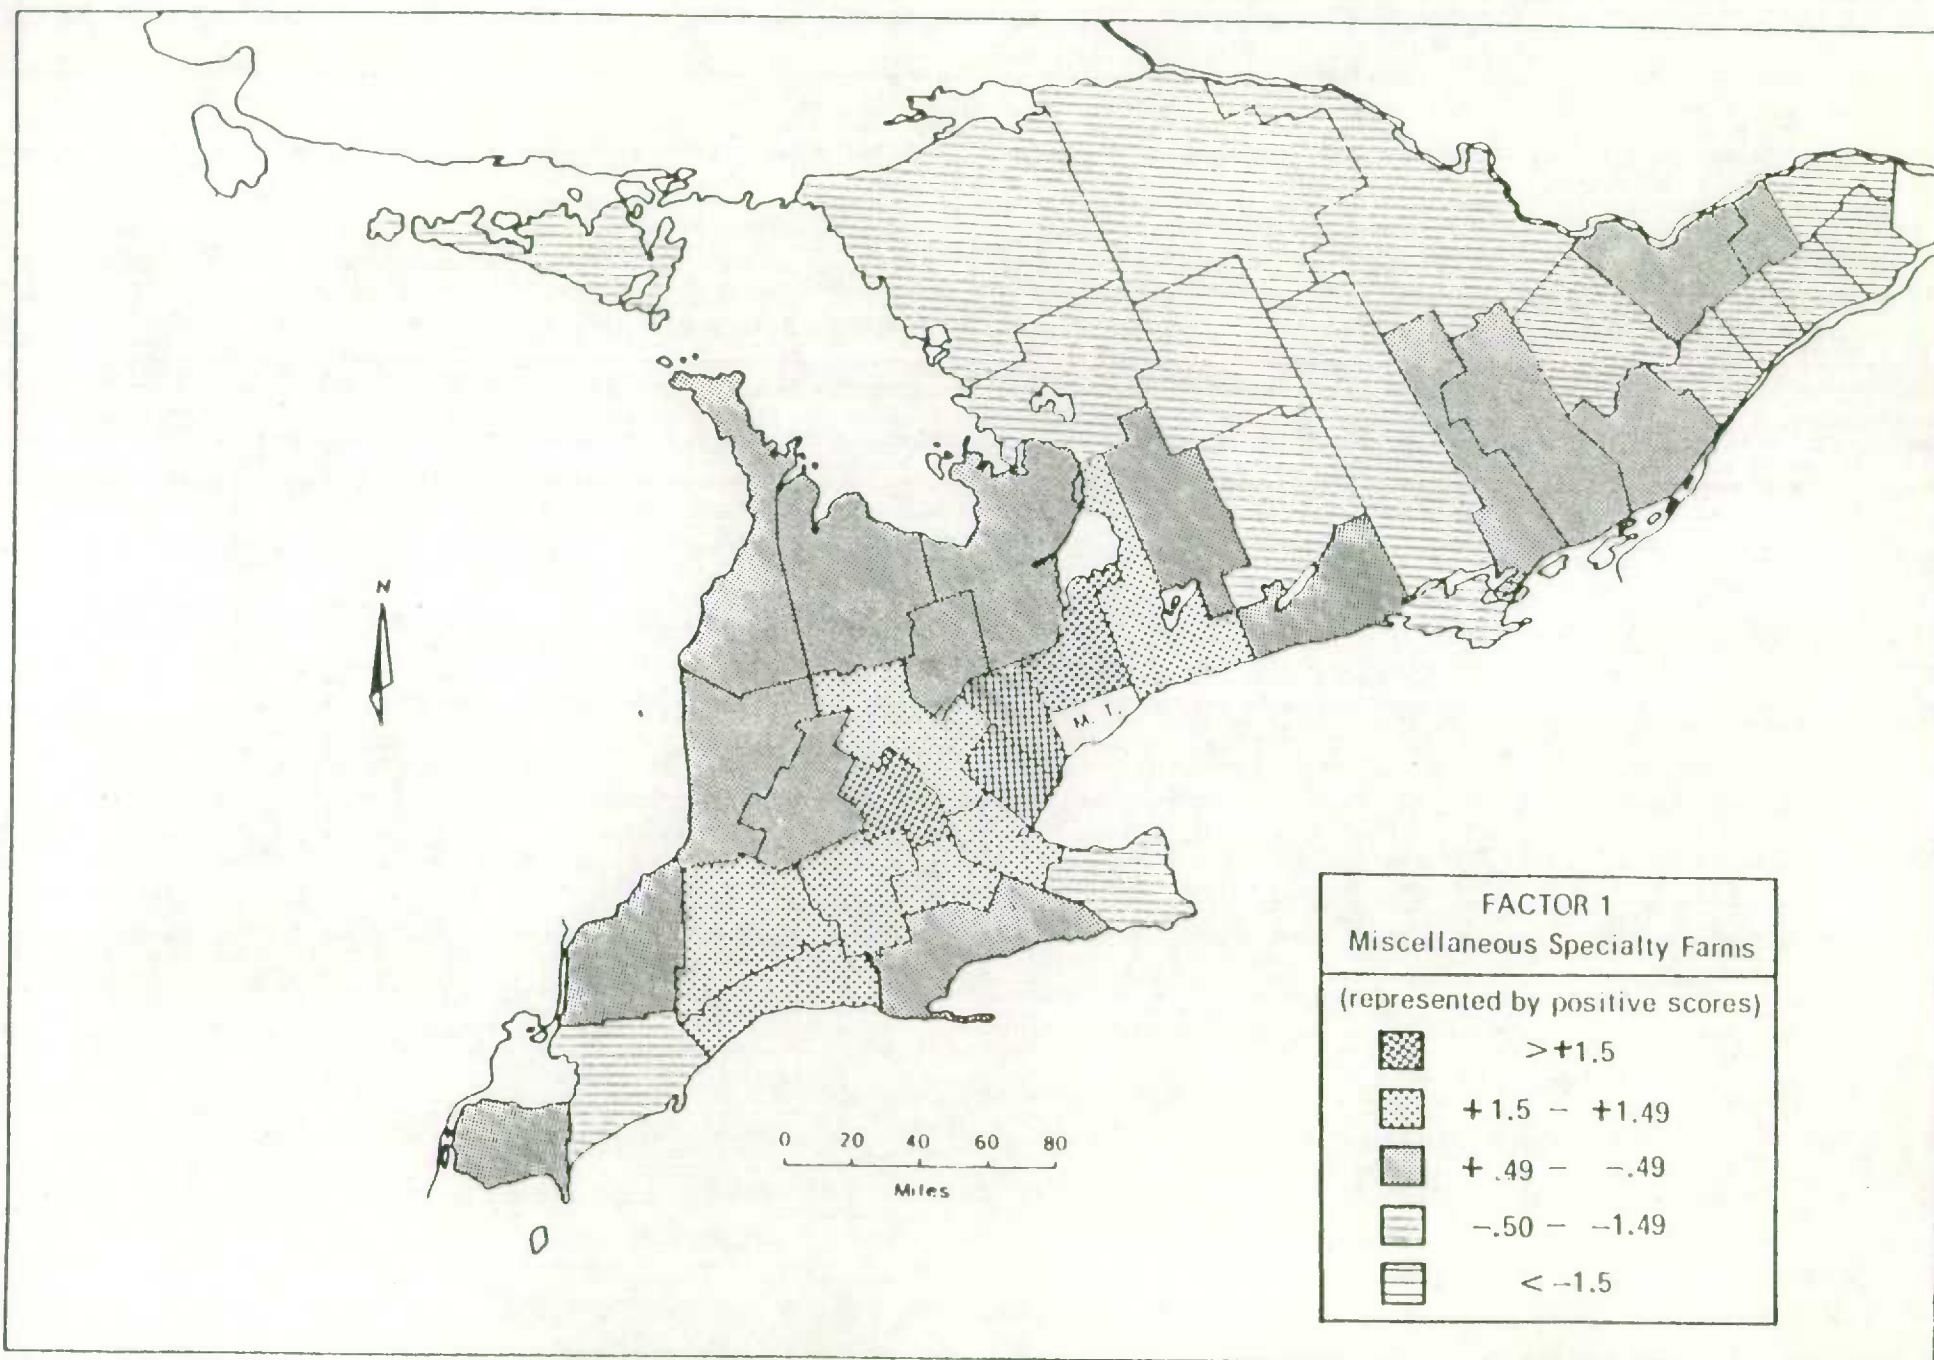 N
M. T.
0 20 40 60 80
Miles
FACTOR 1
Miscellaneous Specialty Farms
(represented by positive scores)
>+1.5
+1.5 - +1.49
+.49 - -.49
-.50 - -1.49
<-1.5